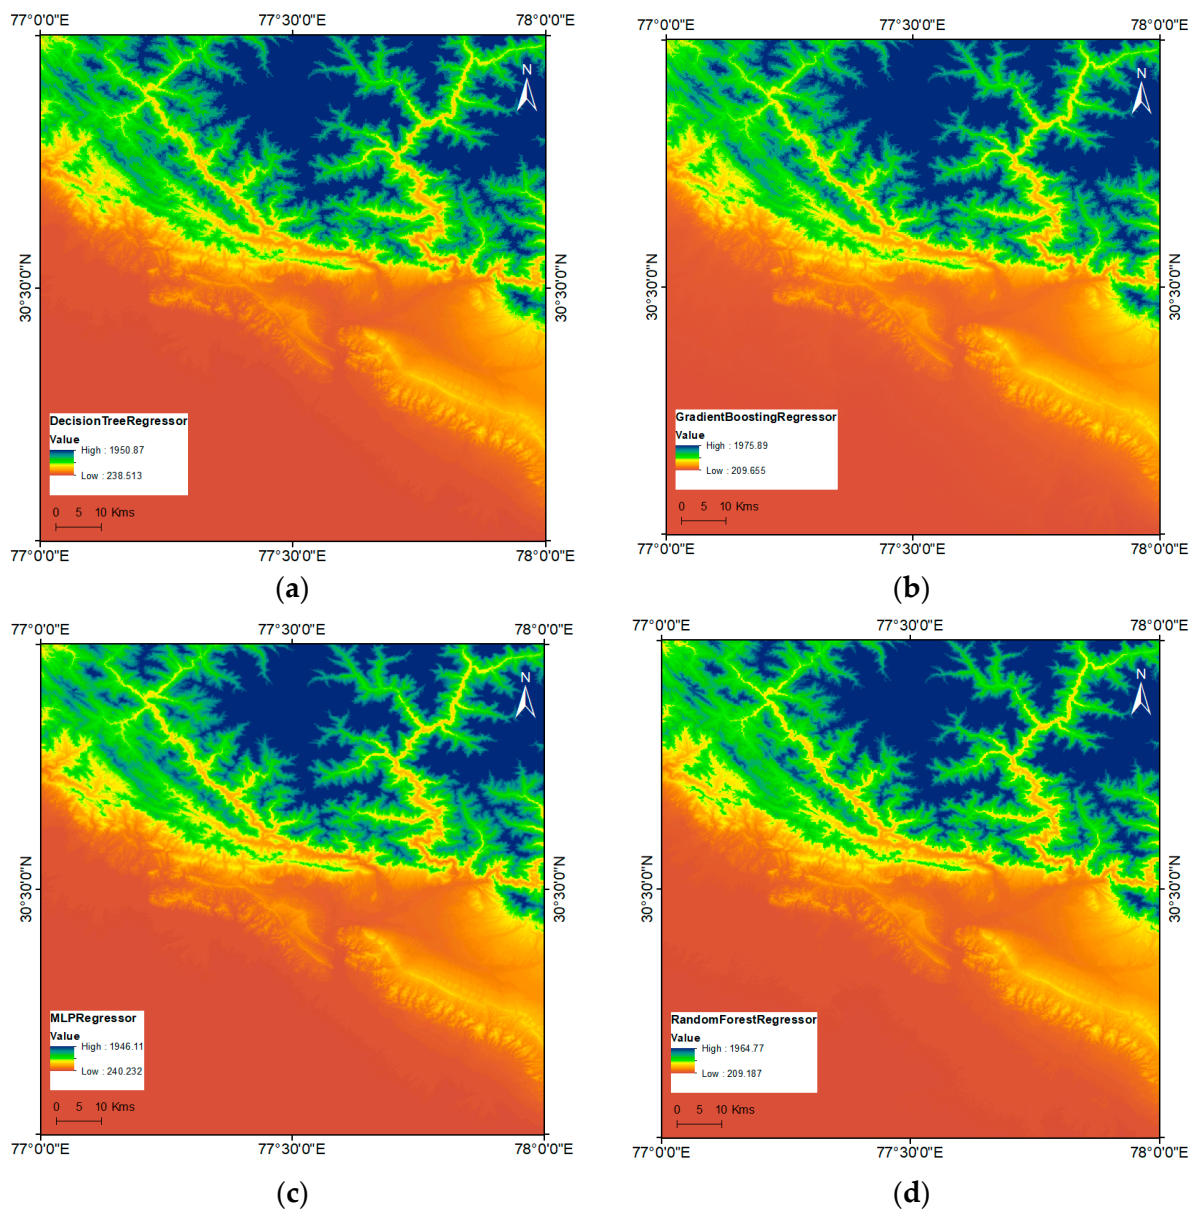 77°0'0"E 77°30'0"E 78°0'0"E
N
30°30'0"N 30°30'0"N
DecisionTreeRegressor
Value
High : 1950.87
Low : 238.513
0 5 10 Kms
77°0'0"E 77°30'0"E 78°0'0"E
(a)
77°0'0"E 77°30'0"E 78°0'0"E
N
30°30'0"N 30°30'0"N
GradientBoostingRegressor
Value
High : 1975.89
Low : 209.655
0 5 10 Kms
77°0'0"E 77°30'0"E 78°0'0"E
(b)
77°0'0"E 77°30'0"E 78°0'0"E
N
30°30'0"N 30°30'0"N
MLPRegressor
Value
High : 1946.11
Low : 240.232
0 5 10 Kms
77°0'0"E 77°30'0"E 78°0'0"E
(c)
77°0'0"E 77°30'0"E 78°0'0"E
N
30°30'0"N 30°30'0"N
RandomForestRegressor
Value
High : 1964.77
Low : 209.187
0 5 10 Kms
77°0'0"E 77°30'0"E 78°0'0"E
(d)